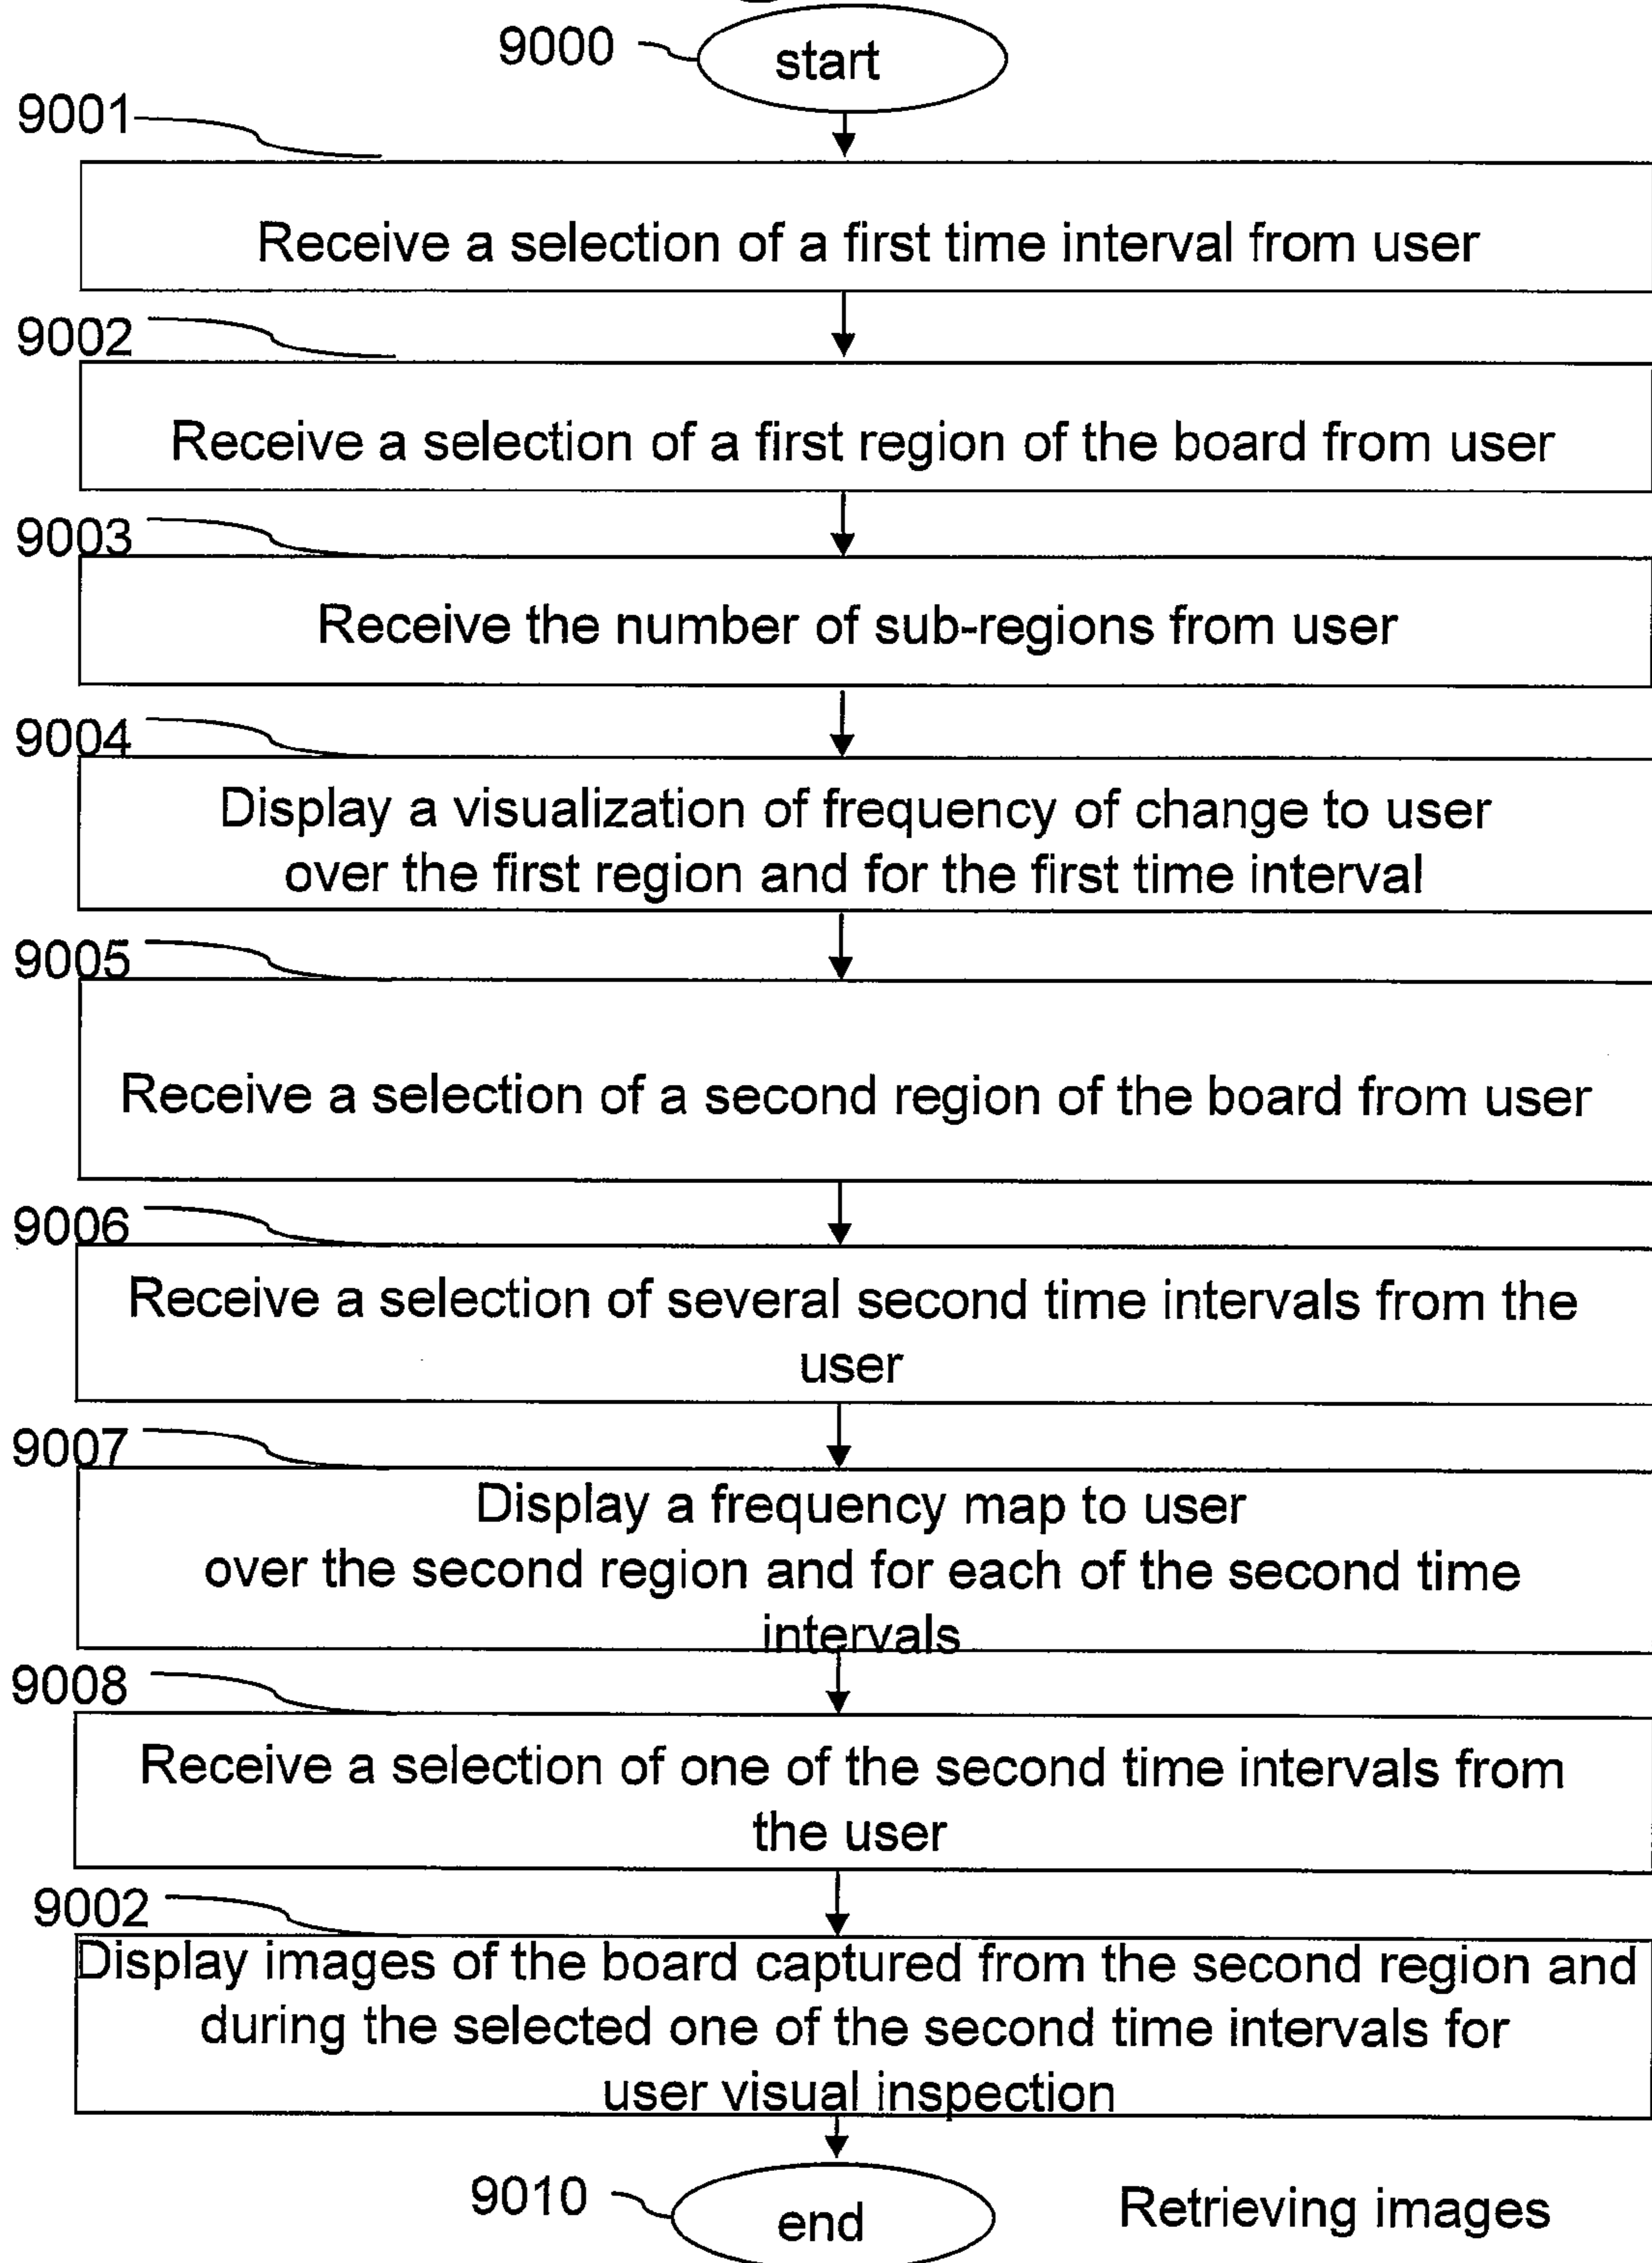 9000
start
9001
Receive a selection of a first time interval from user
9002
Receive a selection of a first region of the board from user
9003
Receive the number of sub-regions from user
9004
Display a visualization of frequency of change to user
over the first region and for the first time interval
9005
Receive a selection of a second region of the board from user
9006
Receive a selection of several second time intervals from the
user
9007
Display a frequency map to user
over the second region and for each of the second time
intervals
9008
Receive a selection of one of the second time intervals from
the user
9002
Display images of the board captured from the second region and
during the selected one of the second time intervals for
user visual inspection
9010
end
Retrieving images